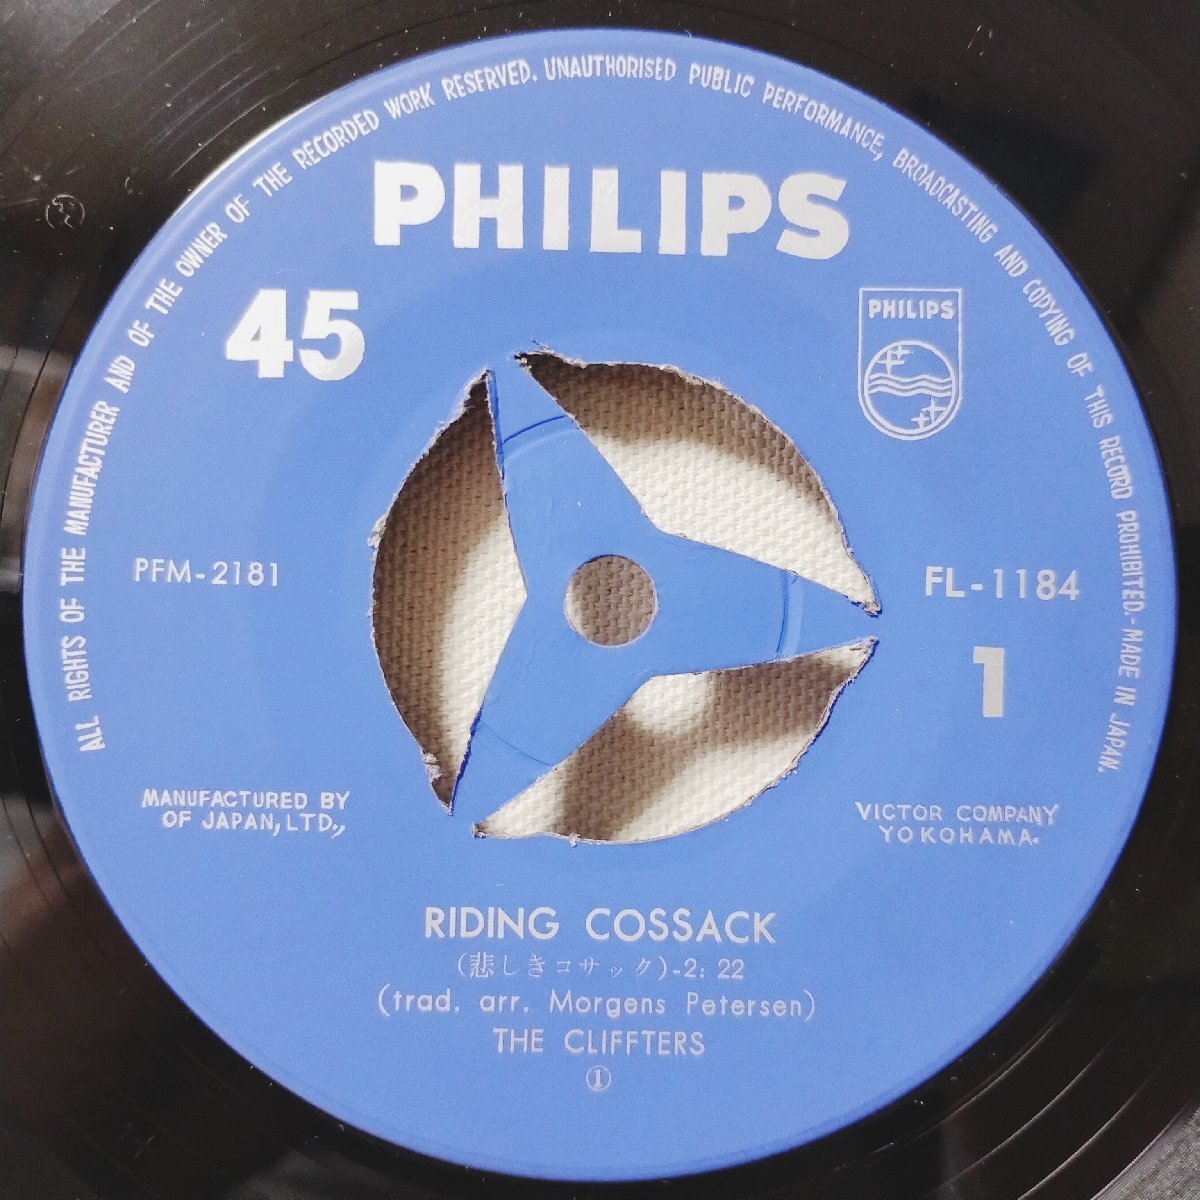 ALL RIGHTS OF THE MANUFACTURER AND OF THE OWNER OF THE RECORDED WORK RESERVED. UNAUTHORISED PUBLIC PERFORMANCE, BROADCASTING AND COPYING OF THIS RECORD PROHIBITED.-MADE IN JAPAN.
PHILIPS
45
PHILIPS
PFM-2181
FL-1184
1
MANUFACTURED BY
OF JAPAN, LTD.,
VICTOR COMPANY
YOKOHAMA.
RIDING COSSACK
(悲しきコサック)-2:22
(trad. arr. Morgens Petersen)
THE CLIFFTERS
①